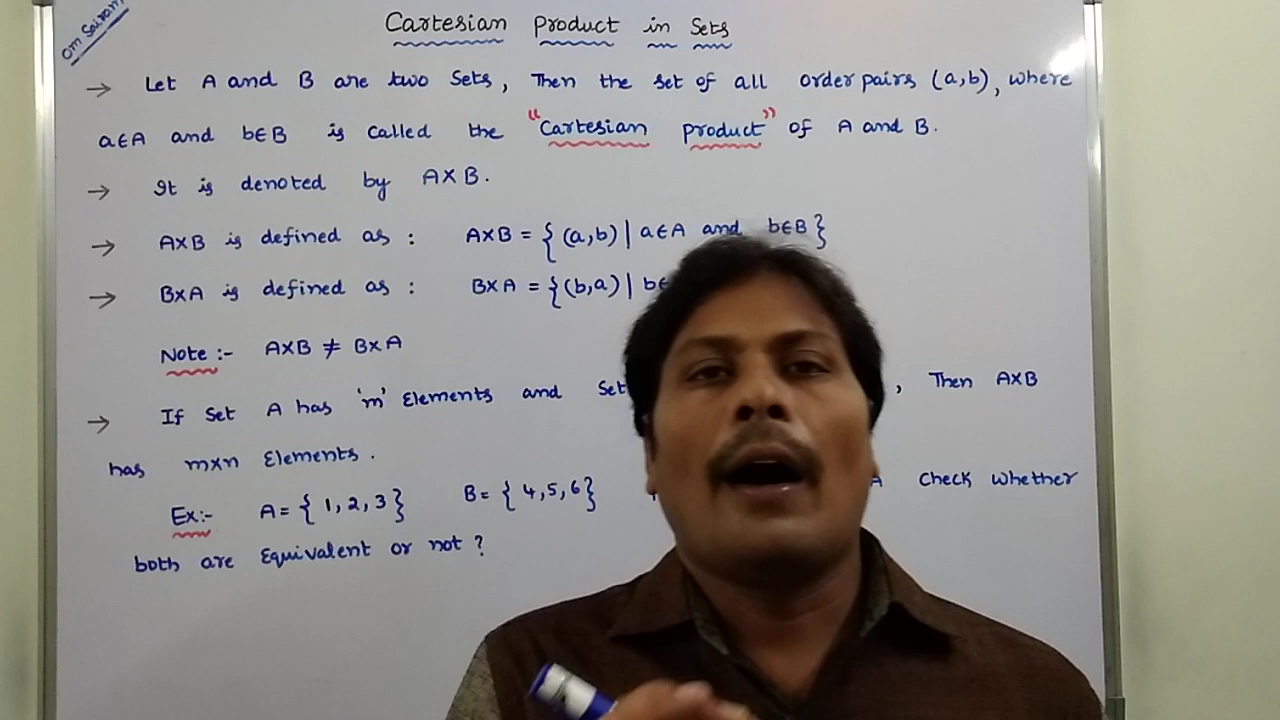 Om Sairam
Cartesian Product in Sets
→ Let A and B are two Sets, Then the set of all order pairs (a,b), where
a∈A and b∈B is called the "Cartesian product" of A and B.
→ It is denoted by A×B.
→ A×B is defined as : A×B = { (a,b) | a∈A and b∈B }
→ B×A is defined as : B×A = { (b,a) | b∈
Note :- A×B ≠ B×A
→ If Set A has 'm' Elements and Set , Then A×B
has m×n Elements.
Ex:- A = { 1, 2, 3 } B = { 4, 5, 6 } A Check whether
both are Equivalent or not ?